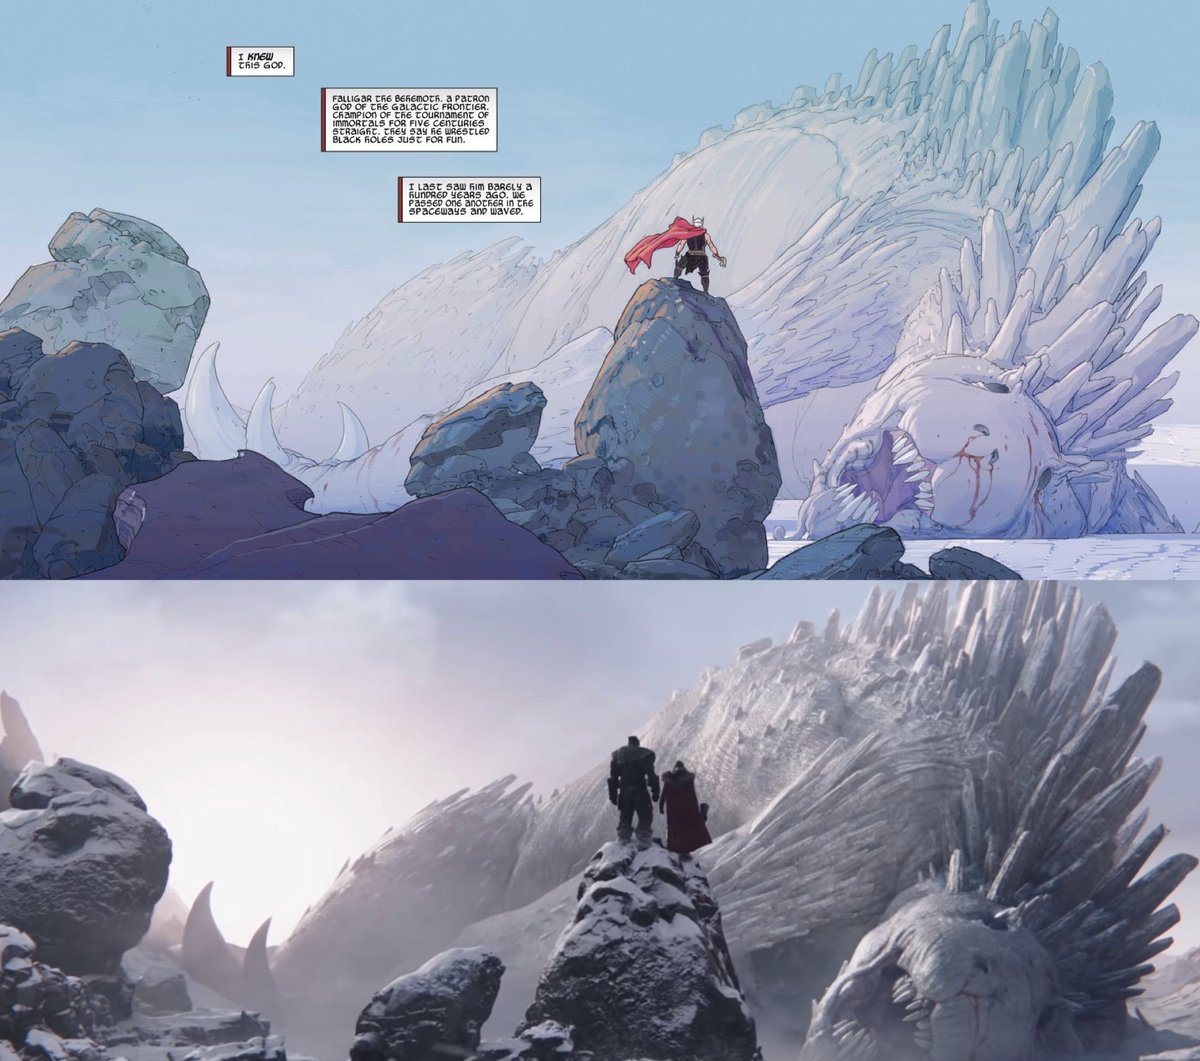 I KNEW
THIS GOD.
FALLIGAR THE BEHEMOTH. A PATRON
GOD OF THE GALACTIC FRONTIER.
CHAMPION OF THE TOURNAMENT OF
IMMORTALS FOR FIVE CENTURIES
STRAIGHT. THEY SAY HE WRESTLED
BLACK HOLES JUST FOR FUN.
I LAST SAW HIM BARELY A
HUNDRED YEARS AGO. WE
PASSED ONE ANOTHER IN THE
SPACEWAYS AND WAVED.